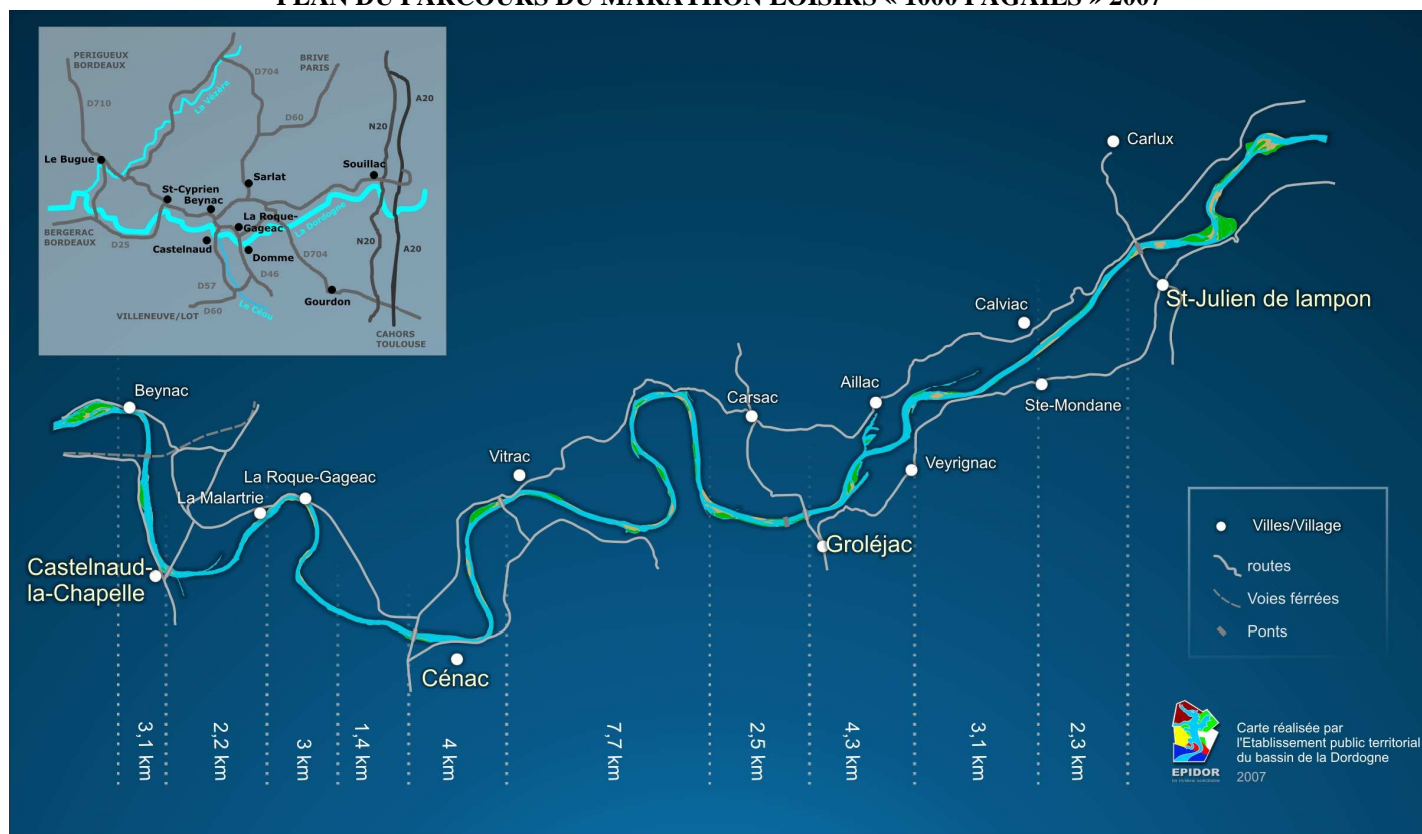 PLAN DU PARCOURS DU MARATHON LOISIRS « 1000 PAGAIES » 2007
PERIGUEUX
BORDEAUX
D710
La Vézère
D704
BRIVE
PARIS
A20
D60
N20
Le Bugue
Souillac
St-Cyprien
Beynac
Sarlat
La Roque-
Gageac
La Dordogne
BERGERAC
BORDEAUX
D25
Castelnaud
Domme
D704
N20
A20
D57
D46
Gourdon
Le Céou
D60
VILLENEUVE/LOT
CAHORS
TOULOUSE
Carlux
St-Julien de lampon
Calviac
Ste-Mondane
Aillac
Carsac
Veyrignac
Groléjac
Vitrac
Beynac
La Roque-Gageac
La Malartrie
Castelnaud-
la-Chapelle
Cénac
Villes/Village
routes
Voies férrées
Ponts
3,1 km
2,2 km
3 km
1,4 km
4 km
7,7 km
2,5 km
4,3 km
3,1 km
2,3 km
EPIDOR
Carte réalisée par
l'Etablissement public territorial
du bassin de la Dordogne
2007